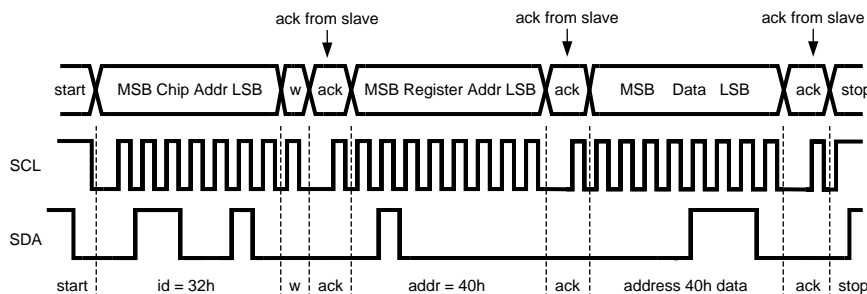 ack from slave ack from slave ack from slave
start MSB Chip Addr LSB w ack MSB Register Addr LSB ack MSB Data LSB ack stop
SCL
SDA
start id = 32h w ack addr = 40h ack address 40h data ack stop